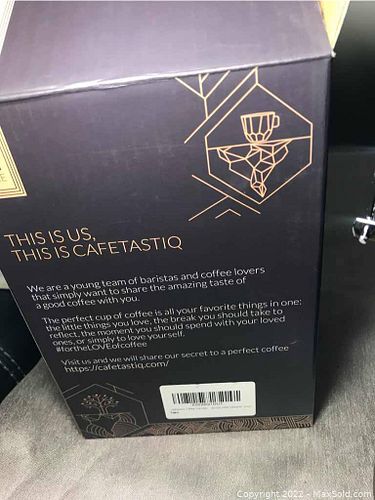 THIS IS US,
THIS IS CAFETASTIQ
We are a young team of baristas and coffee lovers
that simply want to share the amazing taste of
a good coffee with you.
The perfect cup of coffee is all your favorite things in one:
the little things you love, the break you should take to
reflect, the moment you should spend with your loved
ones, or simply to love yourself.
#fortheLOVEofcoffee
Visit us and we will share our secret to a perfect coffee
https://cafetastiq.com/
Copyright 2022 - MaxSold.com